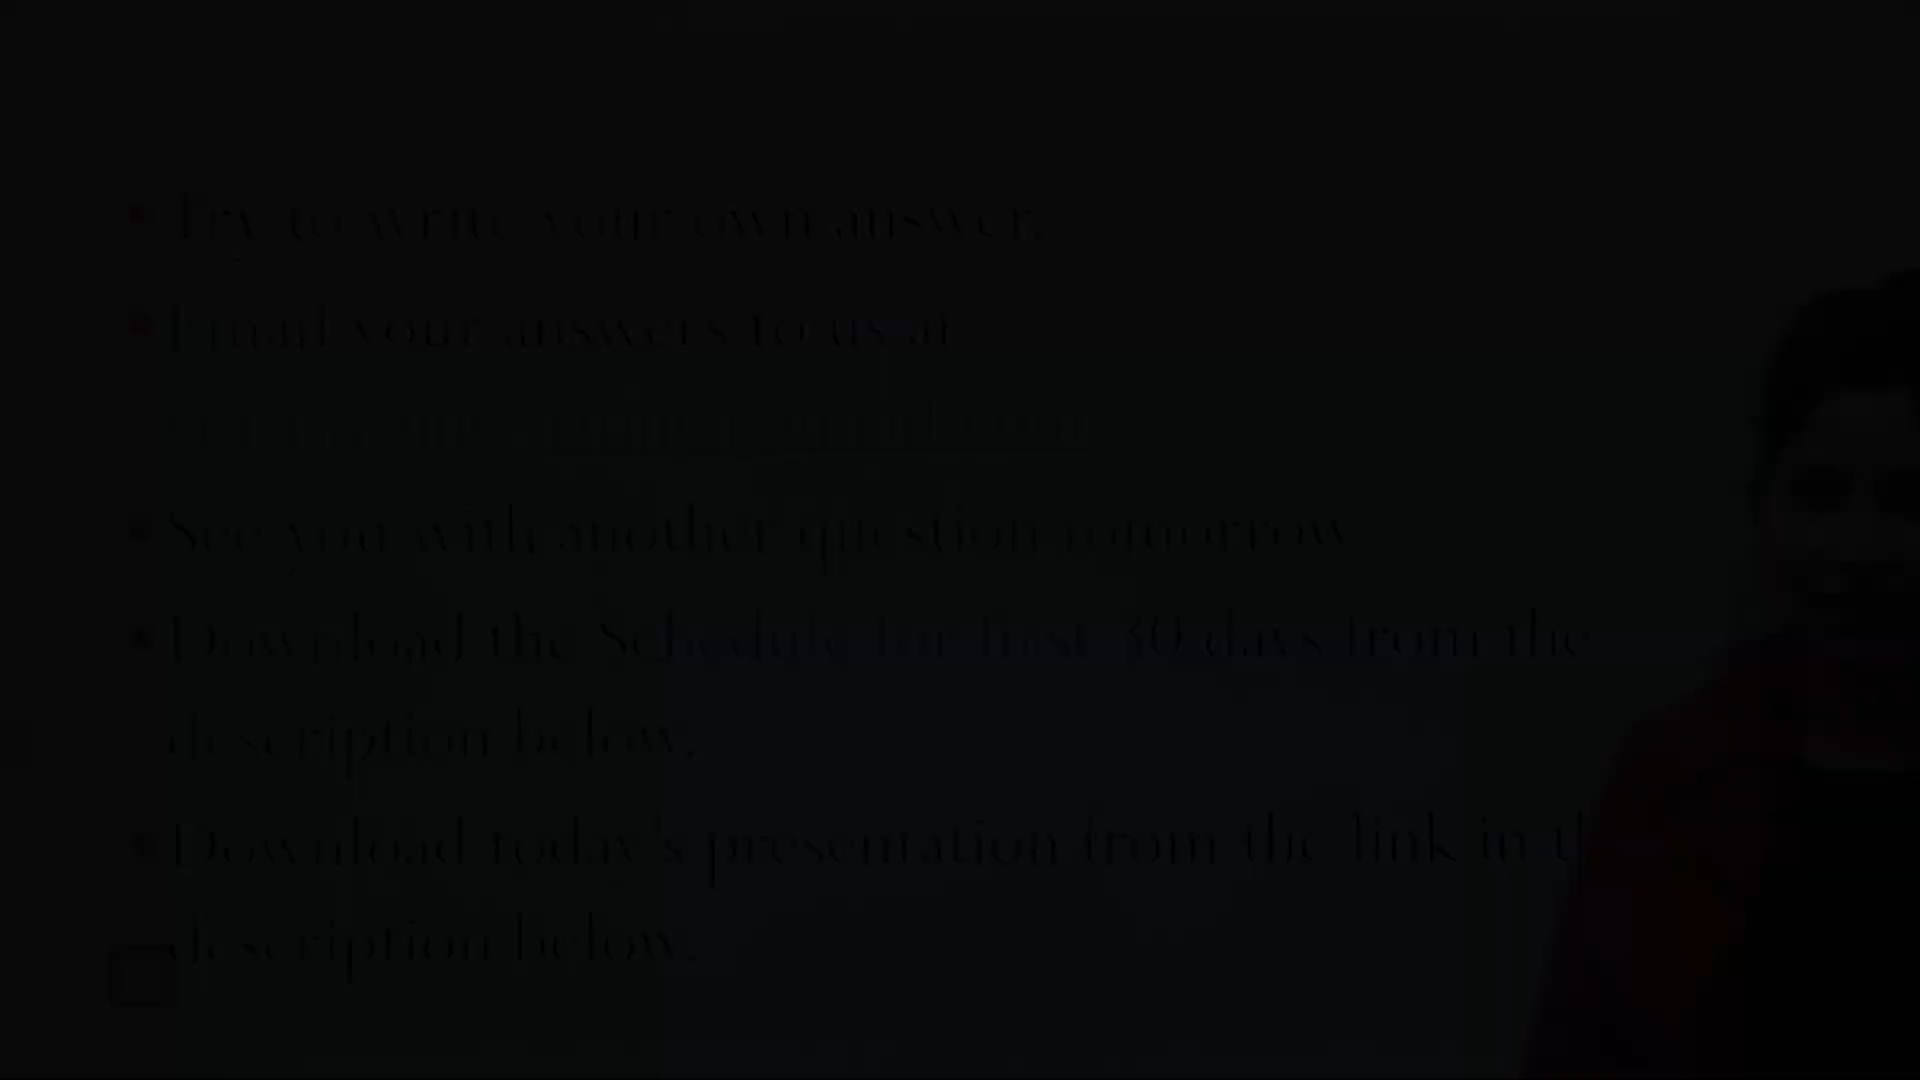 • Try to write your own answer.
• Email your answers to us at
• See you with another question tomorrow
• Download the Schedule for first 30 days from the
description below.
• Download today's presentation from the link in
description below.